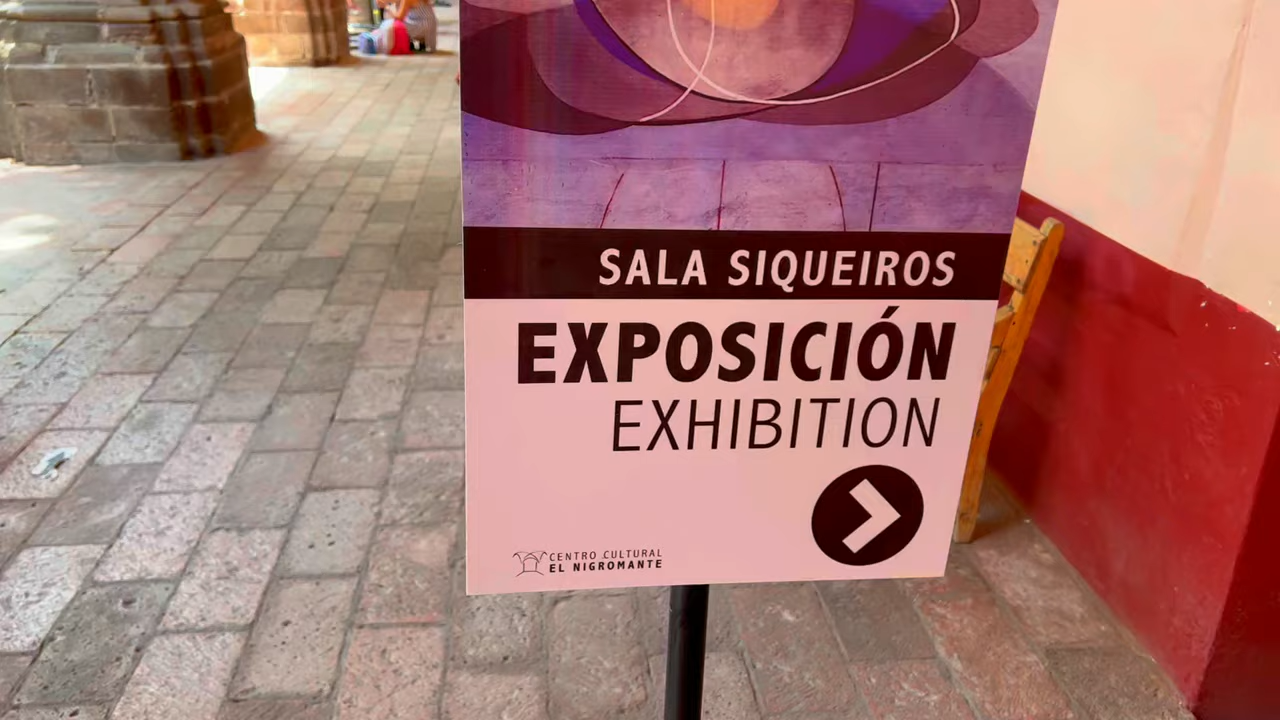 SALA SIQUEIROS
EXPOSICIÓN
EXHIBITION
CENTRO CULTURAL
EL NIGROMANTE